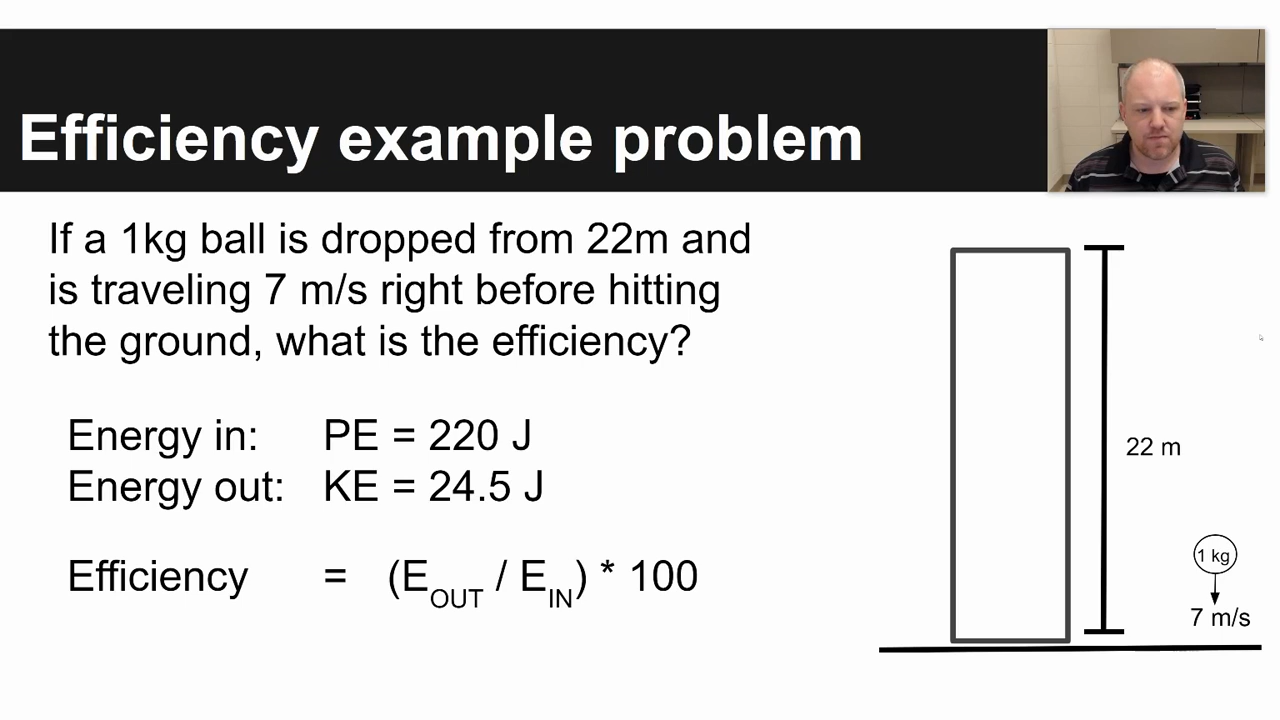 Efficiency example problem
If a 1kg ball is dropped from 22m and
is traveling 7 m/s right before hitting
the ground, what is the efficiency?
Energy in: PE = 220 J
Energy out: KE = 24.5 J
Efficiency = (EOUT / EIN) * 100
22 m
1 kg
7 m/s